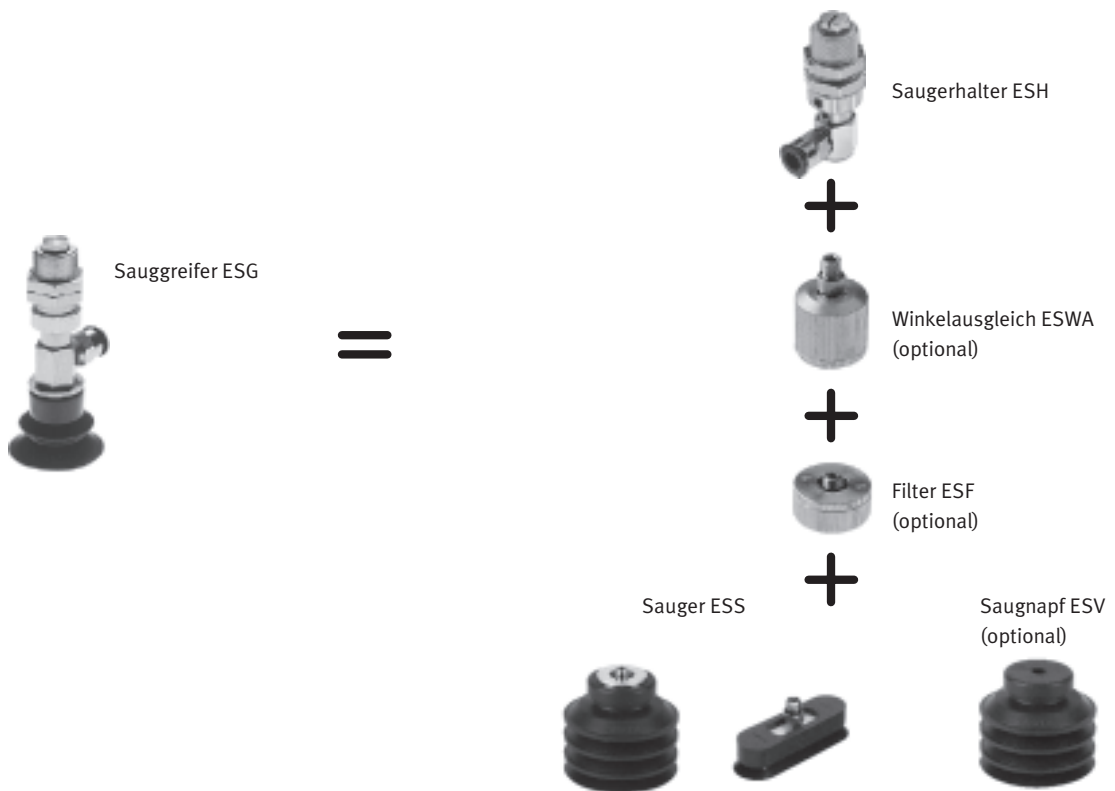 Saugerhalter ESH
Sauggreifer ESG
Winkelausgleich ESWA
(optional)
Filter ESF
(optional)
Sauger ESS
Saugnapf ESV
(optional)